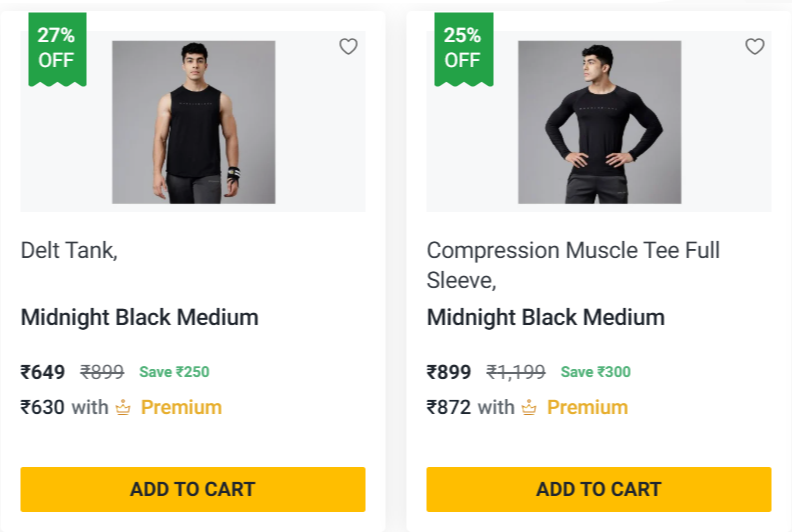 27%
OFF
Delt Tank,
Midnight Black Medium
₹649 ₹899 Save ₹250
₹630 with Premium
ADD TO CART
25%
OFF
Compression Muscle Tee Full
Sleeve,
Midnight Black Medium
₹899 ₹1,199 Save ₹300
₹872 with Premium
ADD TO CART